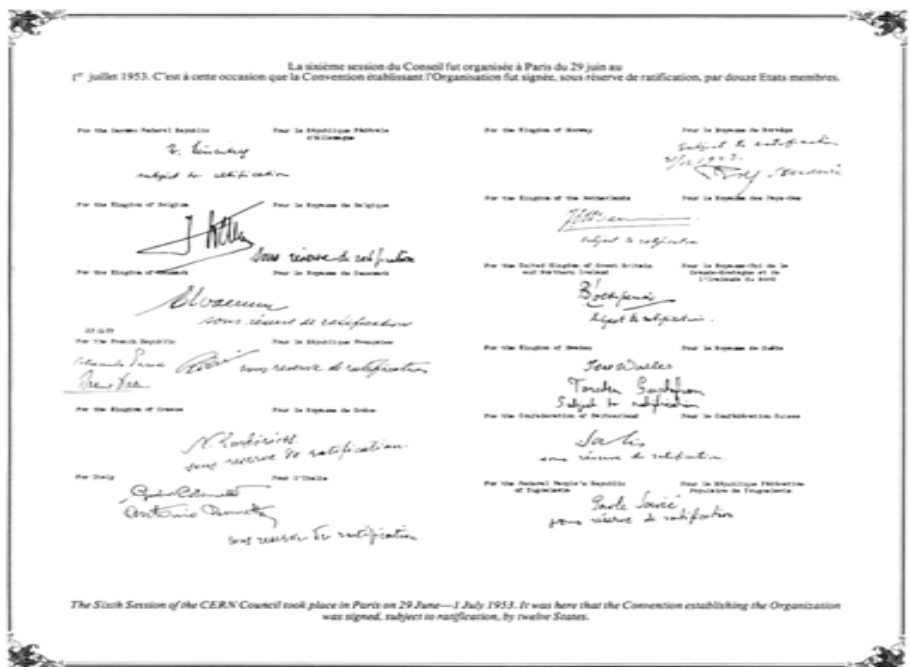 La sixième session du Conseil fut organisée à Paris du 29 juin au
1er juillet 1953. C'est à cette occasion que la Convention établissant l'Organisation fut signée, sous réserve de ratification, par douze Etats membres.
For the German Federal Republic
Pour la République Fédérale
d'Allemagne
subject to ratification
For the Kingdom of Belgium
Pour le Royaume de Belgique
sous réserve de ratification
For the Kingdom of Denmark
Pour le Royaume de Danemark
sous réserve de ratification
For the French Republic
Pour la République Française
sous reserve de ratification
For the Kingdom of Greece
Pour le Royaume de Grèce
sous reserve de ratification
For Italy
Pour l'Italie
Antonio
sous reserve de ratification
For the Kingdom of Norway
Pour le Royaume de Norvège
Subject to ratification
For the Kingdom of the Netherlands
Pour le Royaume des Pays-Bas
subject to ratification
For the United Kingdom of Great Britain
and Northern Ireland
Pour le Royaume-Uni de la
Grande-Bretagne et de
l'Irelande du Nord
subject to ratification.
For the Kingdom of Sweden
Pour le Royaume de Suède
Torsten Gustafson
Subject to ratification
For the Confederation of Switzerland
Pour la Confédération Suisse
sous réserve de ratification
For the Federal People's Republic
of Yugoslavia
Pour la République Fédérative
Populaire de Yougoslavie
Pavle Savić
sous réserve de ratification
The Sixth Session of the CERN Council took place in Paris on 29 June—1 July 1953. It was here that the Convention establishing the Organization
was signed, subject to ratification, by twelve States.